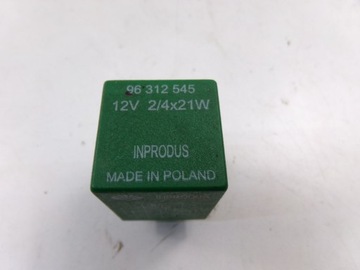 96 312 545
12V 2/4x21W
INPRODUS
MADE IN POLAND